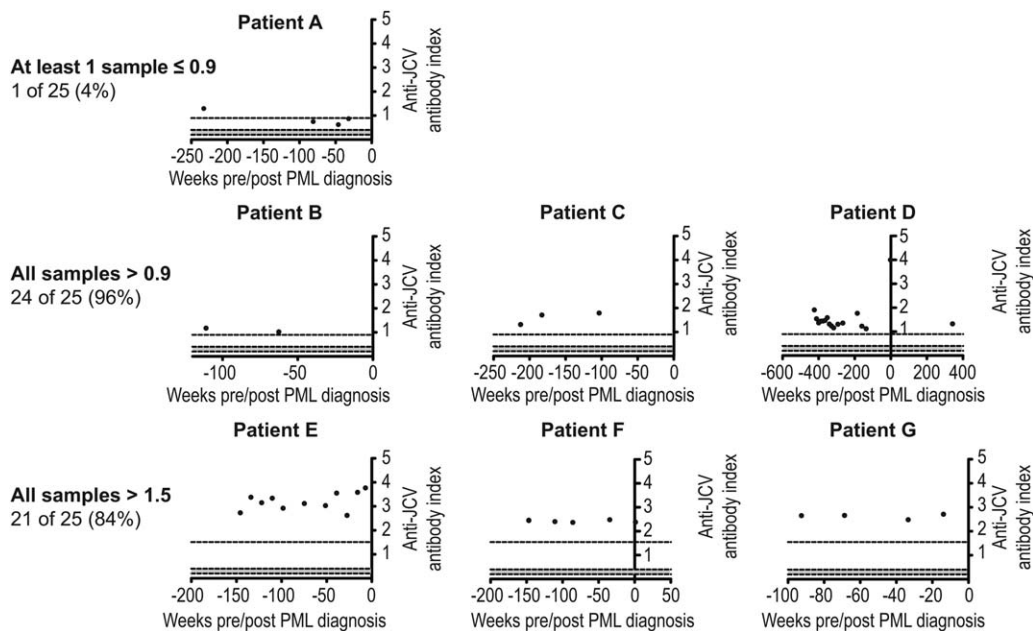 Patient A
At least 1 sample ≤ 0.9
1 of 25 (4%)
5
4
3
2
1
Anti-JCV
antibody index
-250 -200 -150 -100 -50 0
Weeks pre/post PML diagnosis
Patient B
Patient C
Patient D
All samples > 0.9
24 of 25 (96%)
5
4
3
2
1
Anti-JCV
antibody index
-100 -50 0
Weeks pre/post PML diagnosis
5
4
3
2
1
Anti-JCV
antibody index
-250 -200 -150 -100 -50 0
Weeks pre/post PML diagnosis
5
4
3
2
1
Anti-JCV
antibody index
-600 -400 -200 0 200 400
Weeks pre/post PML diagnosis
Patient E
Patient F
Patient G
All samples > 1.5
21 of 25 (84%)
5
4
3
2
1
Anti-JCV
antibody index
-200 -150 -100 -50 0
Weeks pre/post PML diagnosis
5
4
3
2
1
Anti-JCV
antibody index
-200 -150 -100 -50 0 50
Weeks pre/post PML diagnosis
5
4
3
2
1
Anti-JCV
antibody index
-100 -80 -60 -40 -20 0
Weeks pre/post PML diagnosis